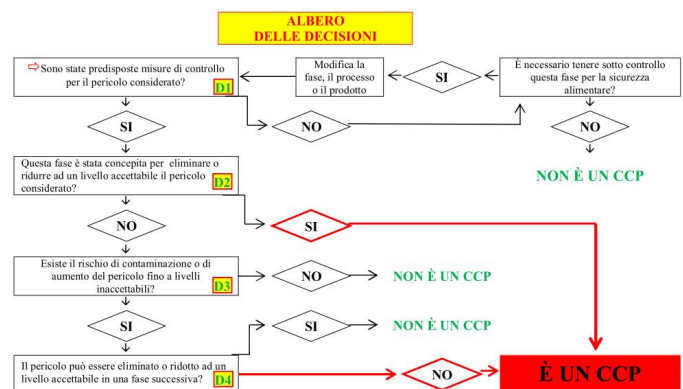 ALBERO
DELLE DECISIONI
⇨Sono state predisposte misure di controllo
per il pericolo considerato?
D1
Modifica la
fase, il processo
o il prodotto
SI
È necessario tenere sotto controllo
questa fase per la sicurezza
alimentare?
SI
NO
NO
NON È UN CCP
Questa fase è stata concepita per eliminare o
ridurre ad un livello accettabile il pericolo
considerato?
D2
NO
SI
Esiste il rischio di contaminazione o di
aumento del pericolo fino a livelli
inaccettabili?
D3
NO
NON È UN CCP
SI
SI
NON È UN CCP
Il pericolo può essere eliminato o ridotto ad un
livello accettabile in una fase successiva?
D4
NO
È UN CCP